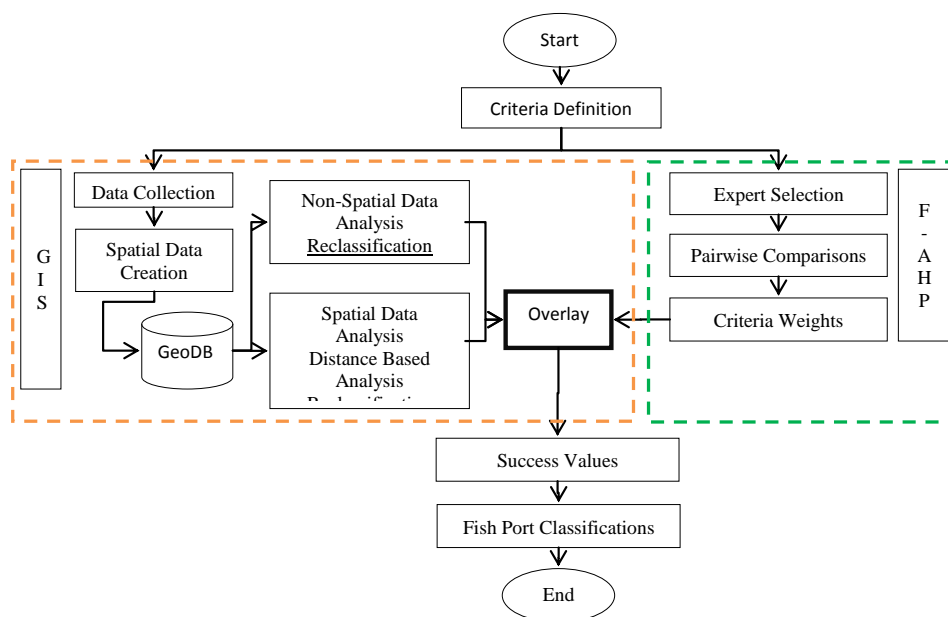 Start
Criteria Definition
G
I
S
Data Collection
Spatial Data
Creation
GeoDB
Non-Spatial Data
Analysis
Reclassification
Spatial Data
Analysis
Distance Based
Analysis
Overlay
Expert Selection
Pairwise Comparisons
Criteria Weights
F
-
A
H
P
Success Values
Fish Port Classifications
End